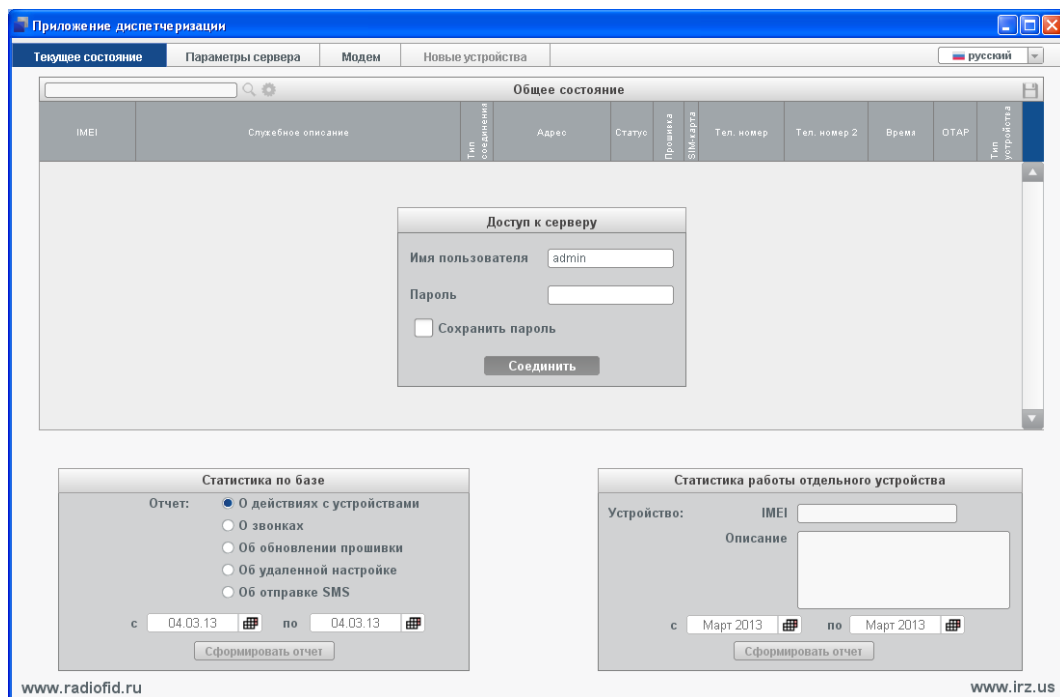 Приложение диспетчеризации
Текущее состояние Параметры сервера Модем Новые устройства русский
Общее состояние
IMEI Служебное описание Тип соединения Адрес Статус Прошивка SIM-карта Тел. номер Тел. номер 2 Время OTAP Тип устройства
Доступ к серверу
Имя пользователя admin
Пароль
Сохранить пароль
Соединить
Статистика по базе
Отчет: О действиях с устройствами
О звонках
Об обновлении прошивки
Об удаленной настройке
Об отправке SMS
с 04.03.13 по 04.03.13
Сформировать отчет
Статистика работы отдельного устройства
Устройство: IMEI
Описание
с Март 2013 по Март 2013
Сформировать отчет
www.radiofid.ru www.irz.us